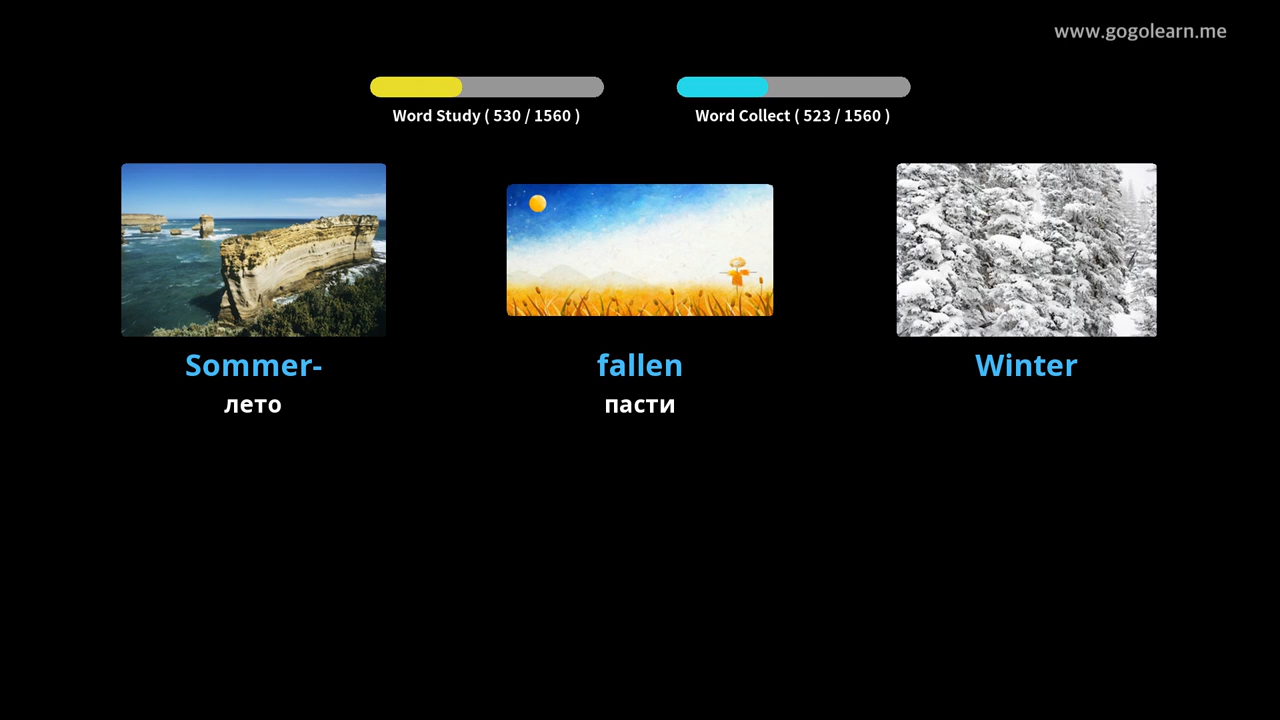 www.gogolearn.me
Word Study ( 530 / 1560 )
Word Collect ( 523 / 1560 )
Sommer-
fallen
Winter
лето
пасти